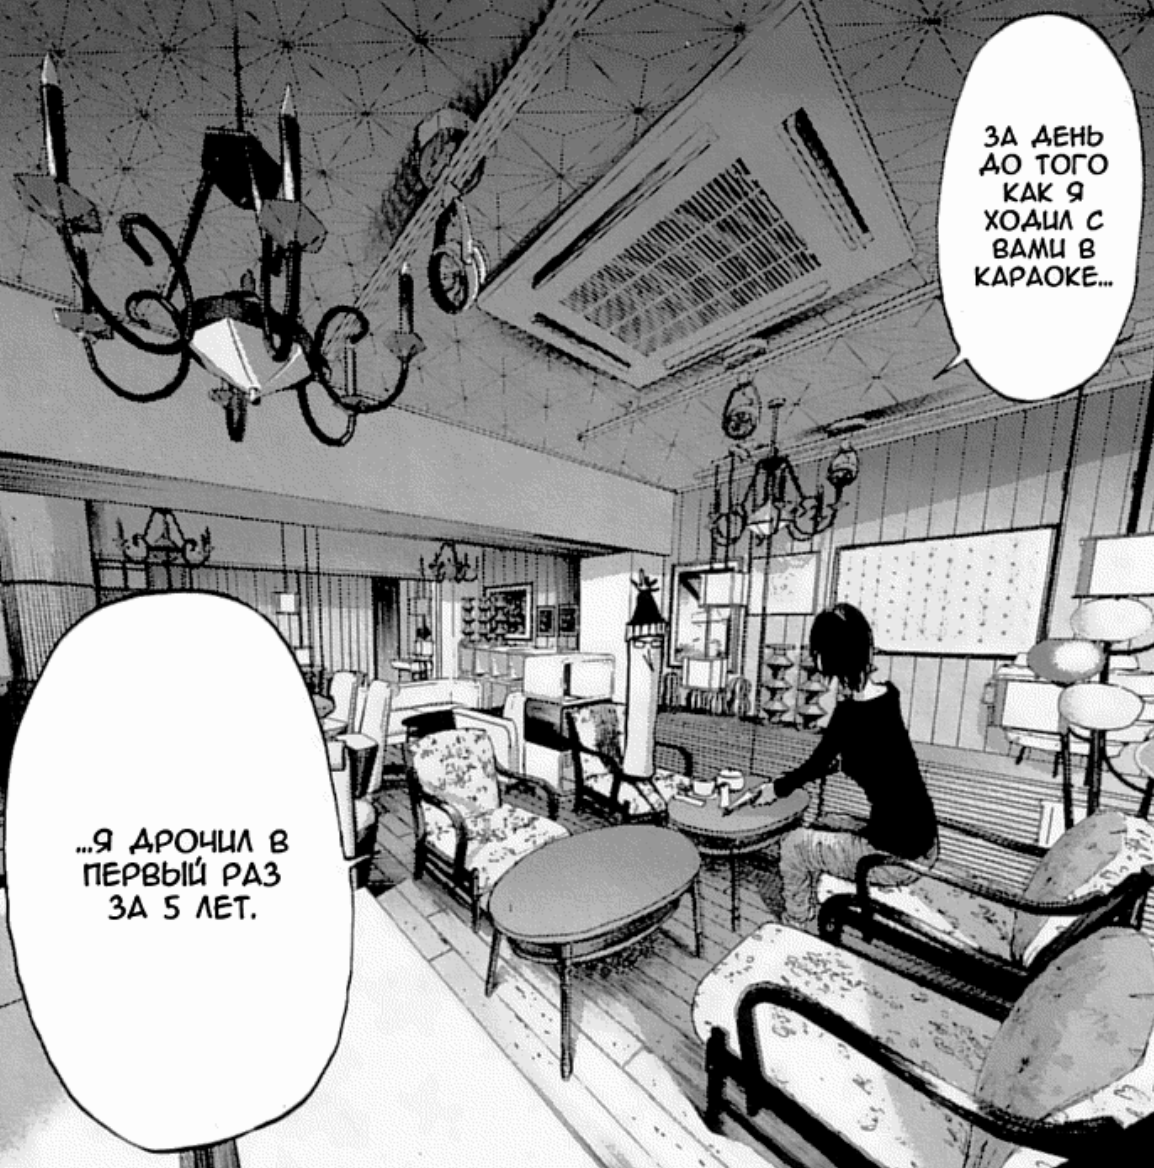 ЗА ДЕНЬ
ДО ТОГО
КАК Я
ХОДИЛ С
ВАМИ В
КАРАОКЕ...
...Я ДРОЧИЛ В
ПЕРВЫЙ РАЗ
ЗА 5 ЛЕТ.